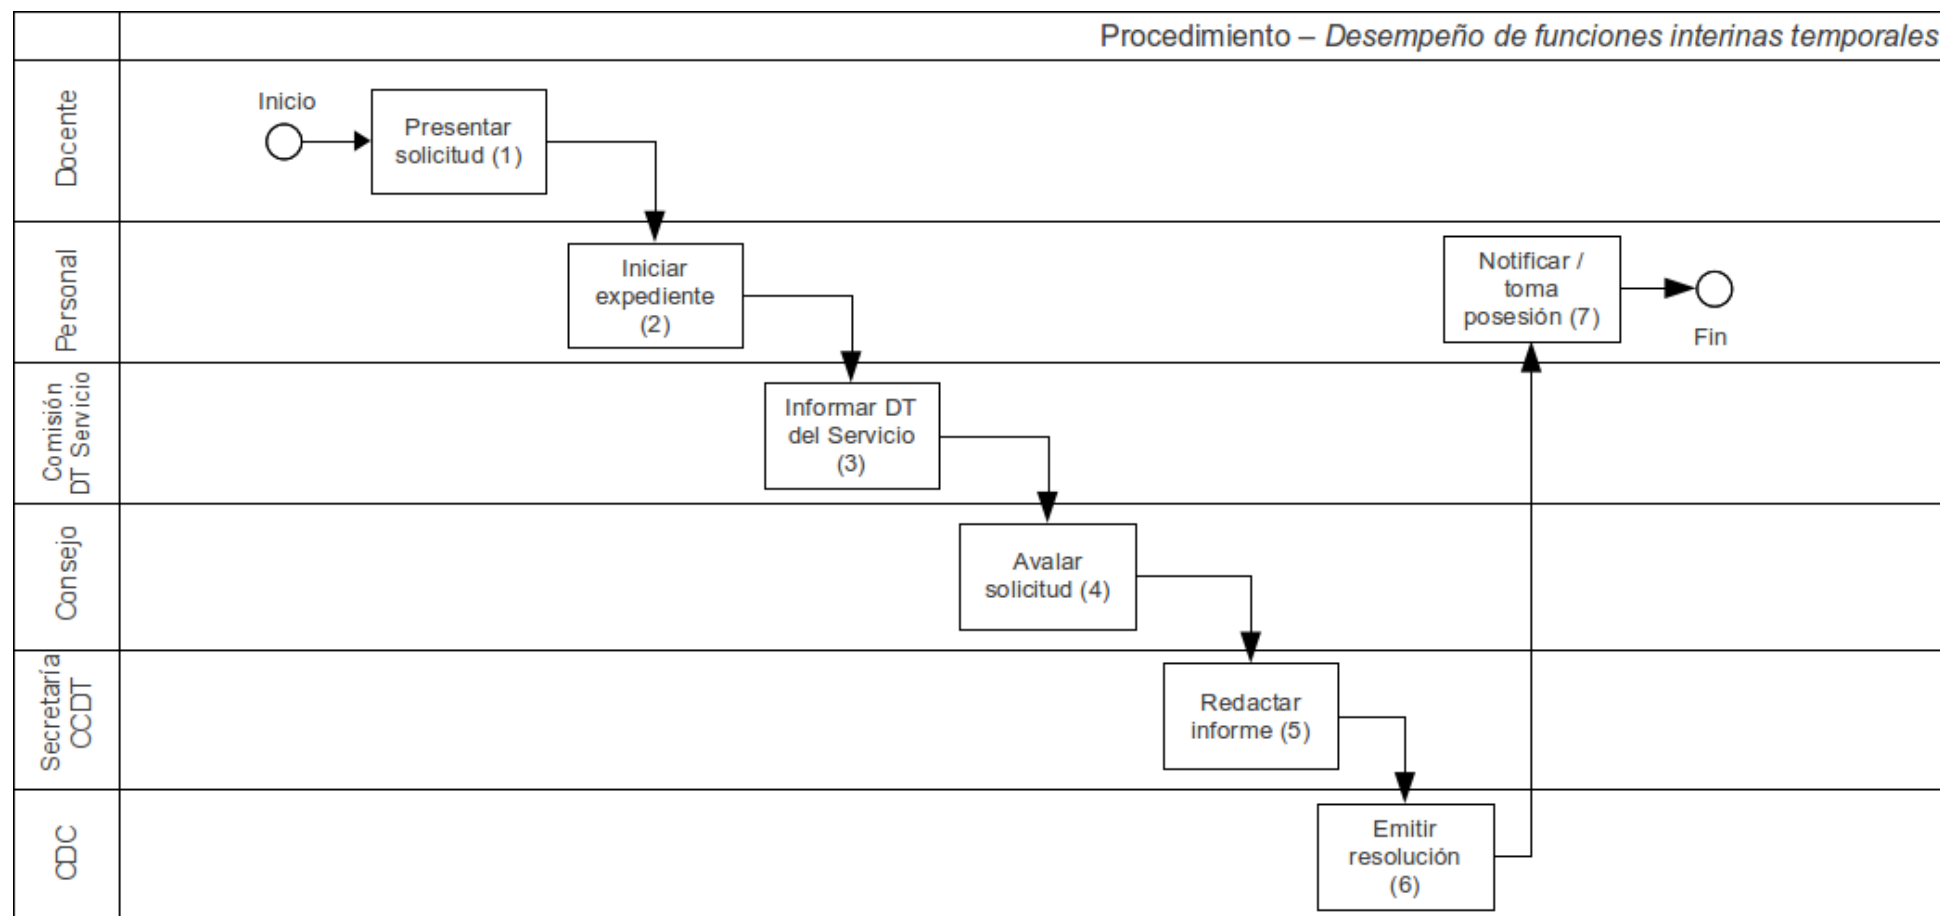 Procedimiento – Desempeño de funciones interinas temporales
Docente
Inicio
Presentar
solicitud (1)
Personal
Iniciar
expediente
(2)
Notificar /
toma
posesión (7)
Fin
Comisión
DT Servicio
Informar DT
del Servicio
(3)
Consejo
Avalar
solicitud (4)
Secretaría
CCDT
Redactar
informe (5)
CDC
Emitir
resolución
(6)